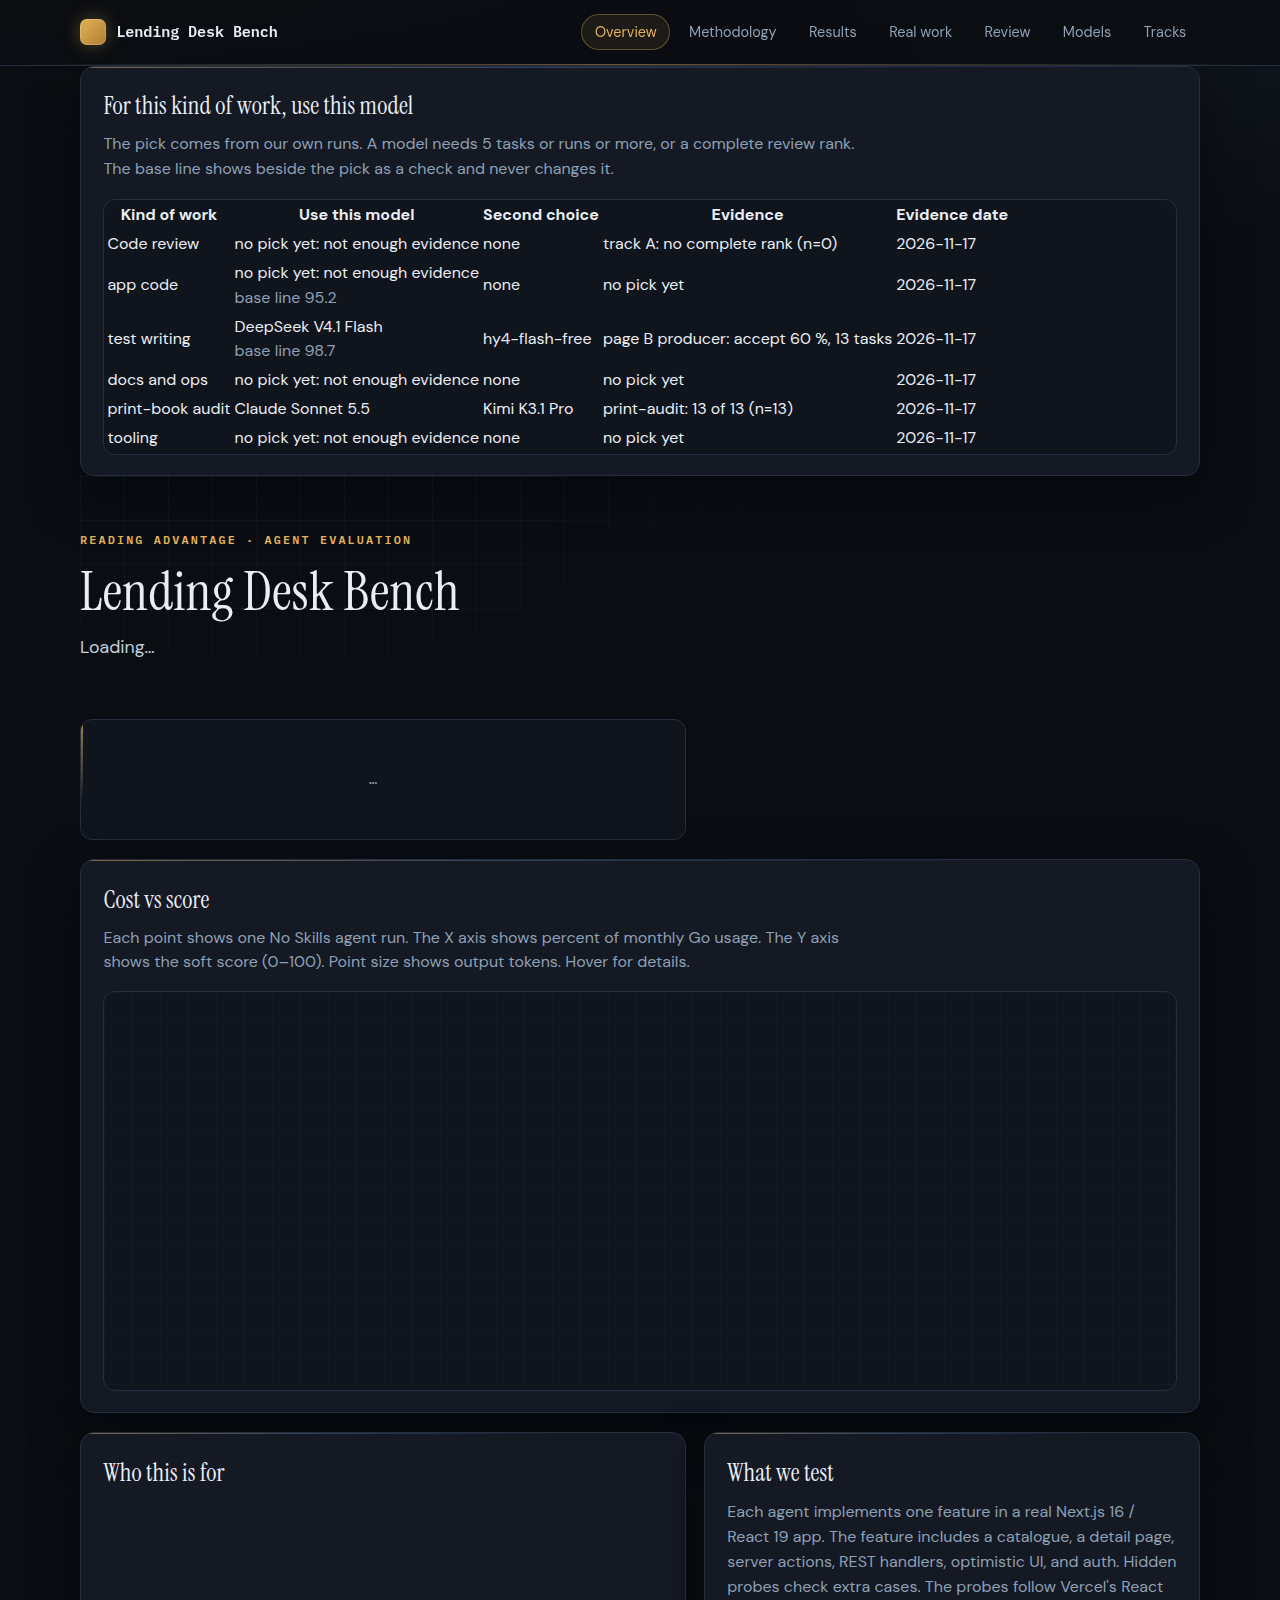 Lending Desk Bench
Overview Methodology Results Real work Review Models Tracks
For this kind of work, use this model
The pick comes from our own runs. A model needs 5 tasks or runs or more, or a complete review rank.
The base line shows beside the pick as a check and never changes it.
Kind of work Use this model Second choice Evidence Evidence date
Code review no pick yet: not enough evidence none track A: no complete rank (n=0) 2026-11-17
app code no pick yet: not enough evidence base line 95.2 none no pick yet 2026-11-17
test writing DeepSeek V4.1 Flash base line 98.7 hy4-flash-free page B producer: accept 60 %, 13 tasks 2026-11-17
docs and ops no pick yet: not enough evidence none no pick yet 2026-11-17
print-book audit Claude Sonnet 5.5 Kimi K3.1 Pro print-audit: 13 of 13 (n=13) 2026-11-17
tooling no pick yet: not enough evidence none no pick yet 2026-11-17
READING ADVANTAGE · AGENT EVALUATION
Lending Desk Bench
Loading…
…
Cost vs score
Each point shows one No Skills agent run. The X axis shows percent of monthly Go usage. The Y axis
shows the soft score (0–100). Point size shows output tokens. Hover for details.
Who this is for
What we test
Each agent implements one feature in a real Next.js 16 /
React 19 app. The feature includes a catalogue, a detail page,
server actions, REST handlers, optimistic UI, and auth. Hidden
probes check extra cases. The probes follow Vercel's React